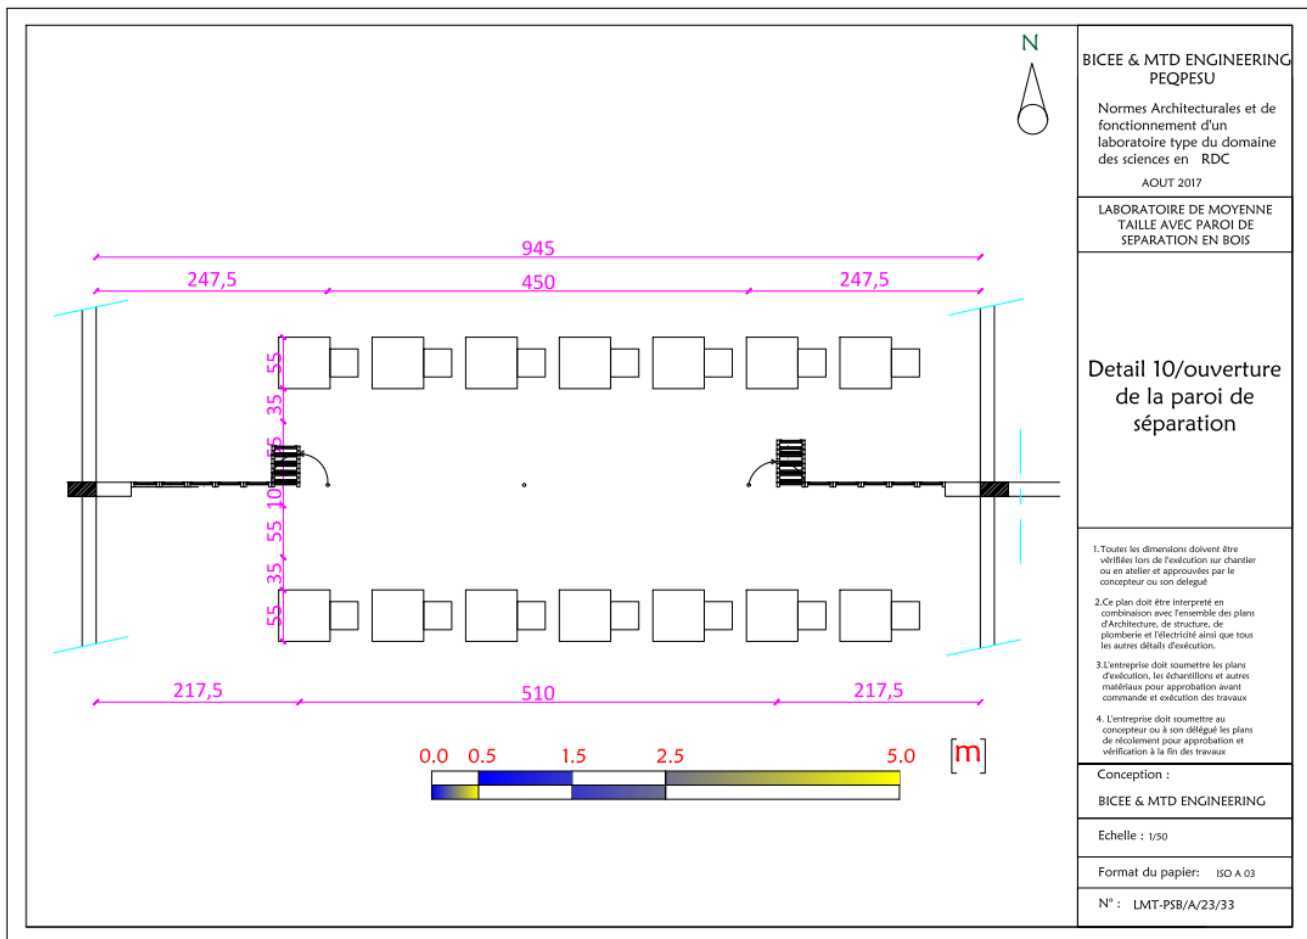 N
945
247,5
450
247,5
55
35
55
10
55
35
55
217,5
510
217,5
0.0 0.5 1.5 2.5 5.0 [m]
BICEE & MTD ENGINEERING
PEQPESU
Normes Architecturales et de
fonctionnement d'un
laboratoire type du domaine
des sciences en RDC
AOUT 2017
LABORATOIRE DE MOYENNE
TAILLE AVEC PAROI DE
SEPARATION EN BOIS
Detail 10/ouverture
de la paroi de
séparation
1.Toutes les dimensions doivent être
vérifiées lors de l'exécution sur chantier
ou en atelier et approuvées par le
concepteur ou son delegué
2.Ce plan doit être interpreté en
combinaison avec l'ensemble des plans
d'Architecture, de structure, de
plomberie et l'électricité ainsi que tous
les autres détails d'exécution.
3.L'entreprise doit soumettre les plans
d'exécution, les échantillons et autres
matériaux pour approbation avant
commande et exécution des travaux
4. L'entreprise doit soumettre au
concepteur ou à son délégué les plans
de récolement pour approbation et
vérification à la fin des travaux
Conception :
BICEE & MTD ENGINEERING
Echelle : 1/50
Format du papier: ISO A 03
N° : LMT-PSB/A/23/33